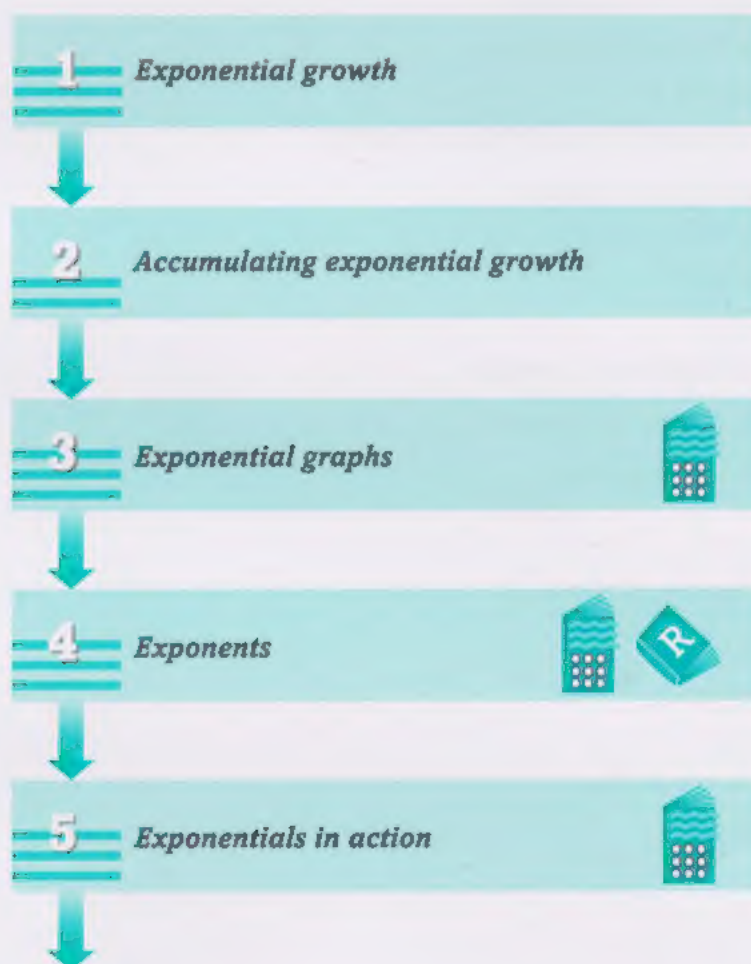 1 Exponential growth
2 Accumulating exponential growth
3 Exponential graphs
4 Exponents
R
5 Exponentials in action